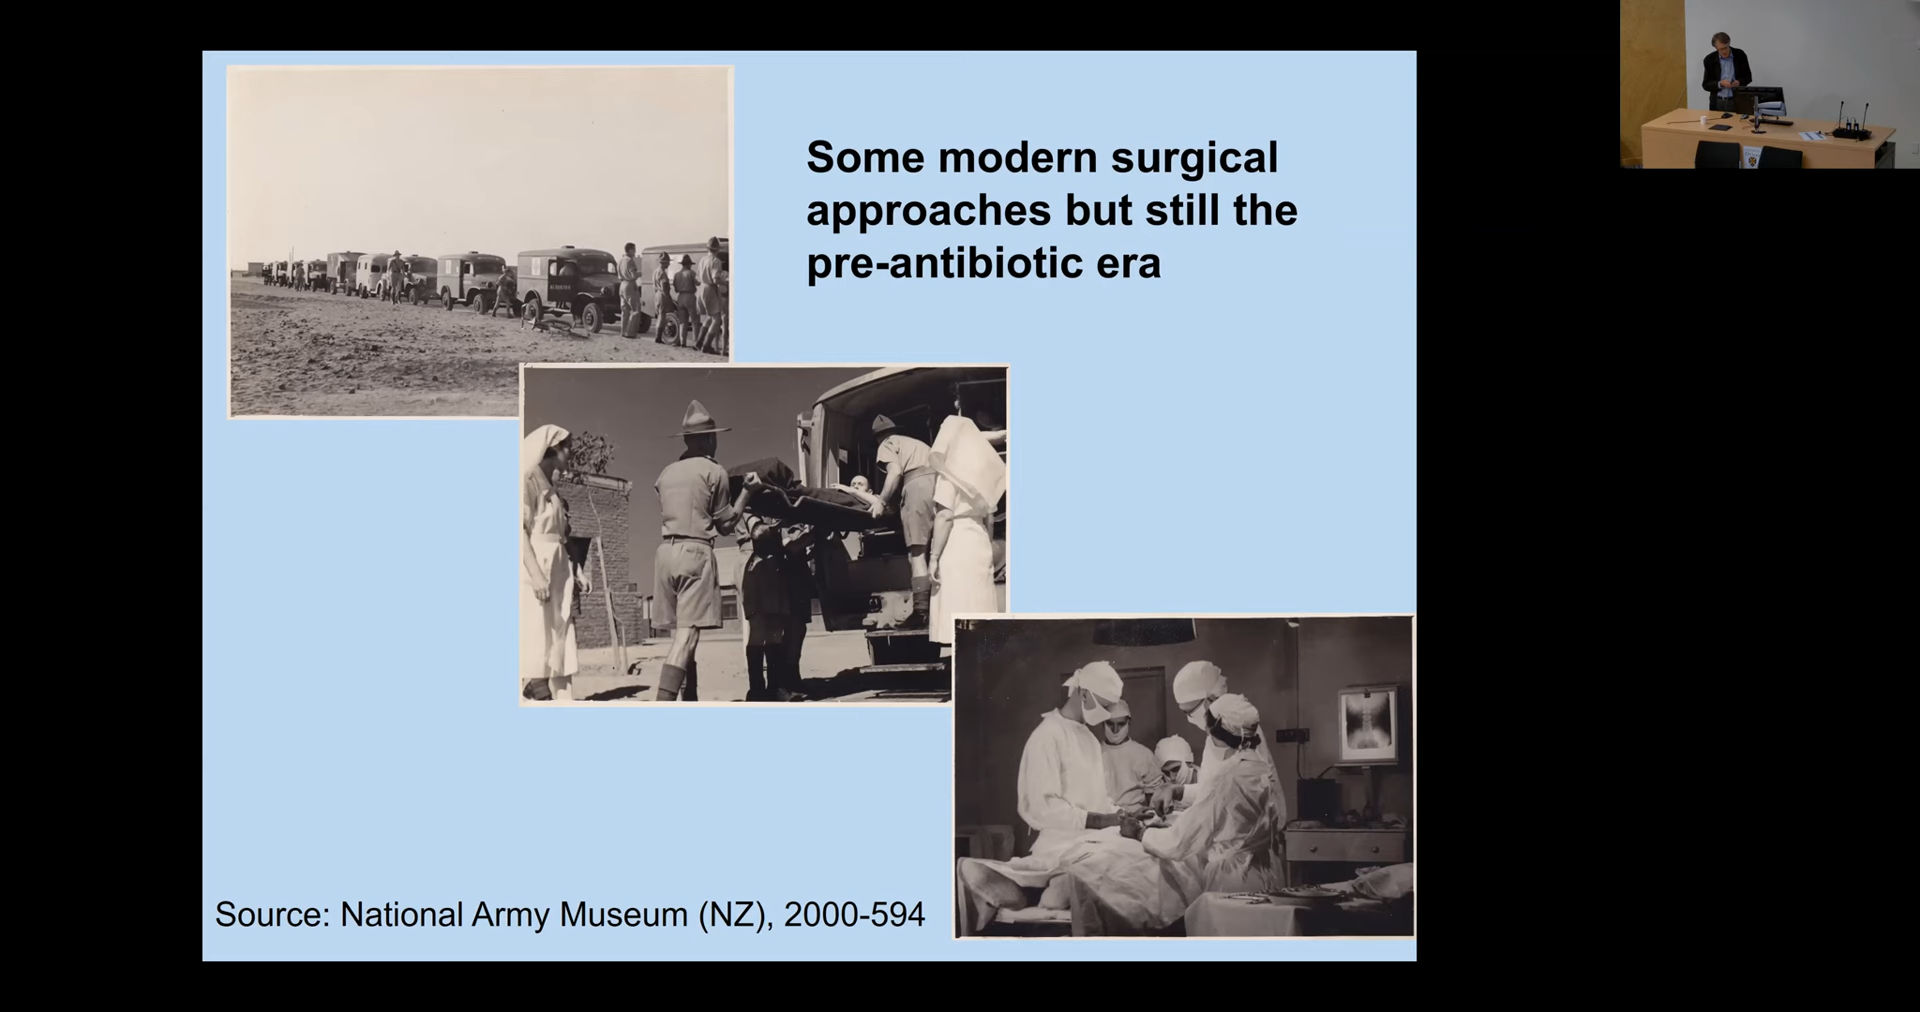 Some modern surgical
approaches but still the
pre-antibiotic era
Source: National Army Museum (NZ), 2000-594